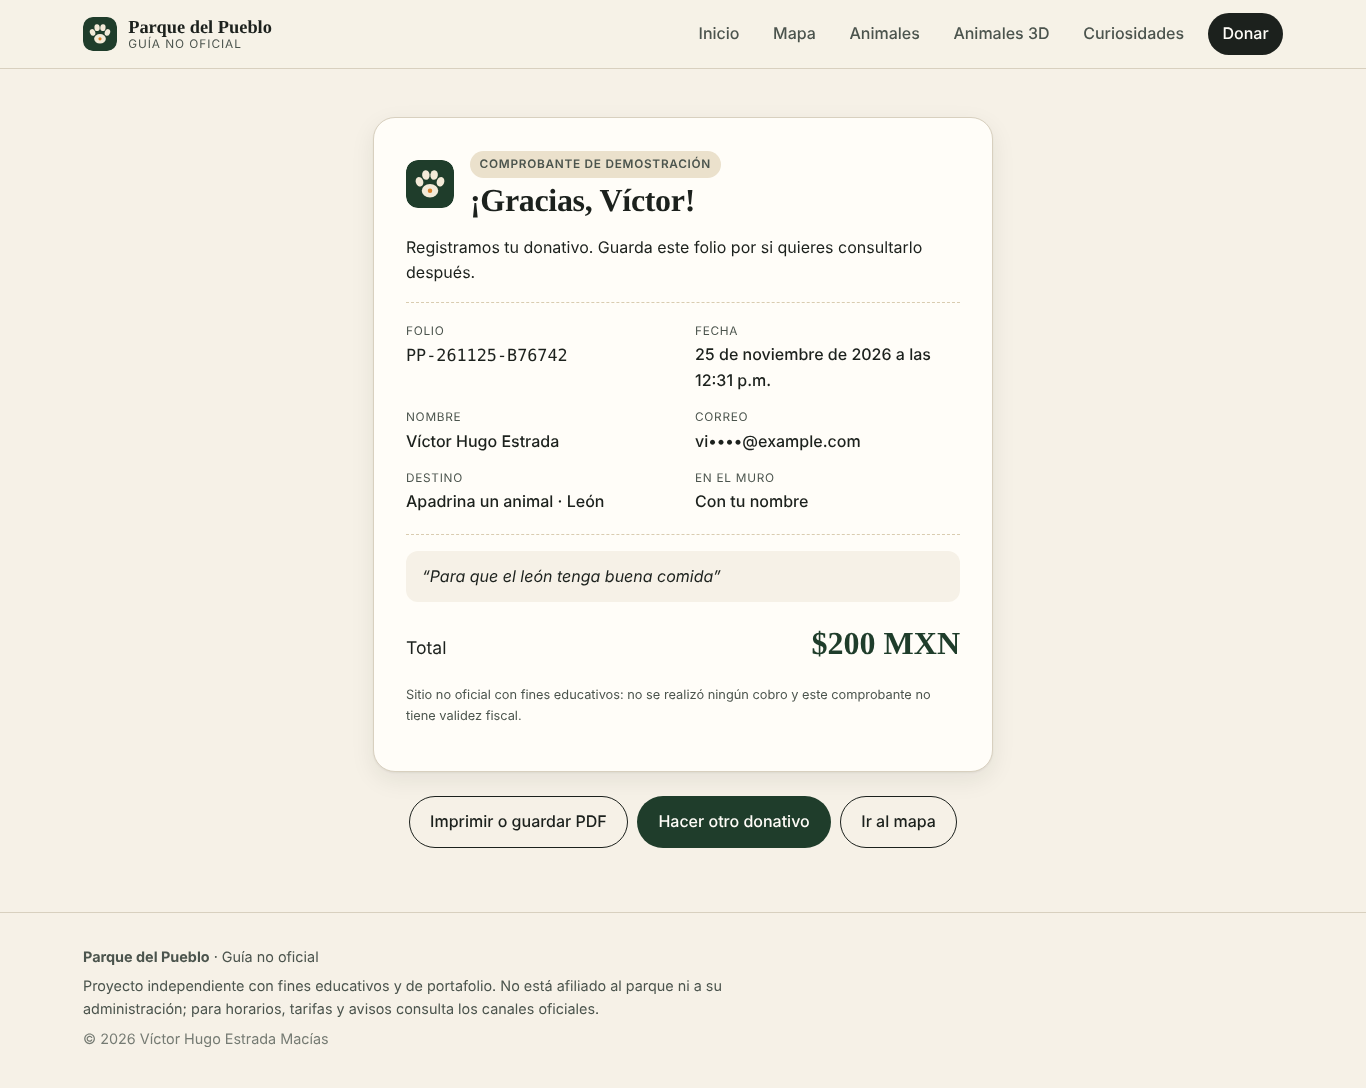 Parque del Pueblo
GUÍA NO OFICIAL
Inicio
Mapa
Animales
Animales 3D
Curiosidades
Donar
COMPROBANTE DE DEMOSTRACIÓN
¡Gracias, Víctor!
Registramos tu donativo. Guarda este folio por si quieres consultarlo
después.
FOLIO
PP-261125-B76742
FECHA
25 de noviembre de 2026 a las
12:31 p.m.
NOMBRE
Víctor Hugo Estrada
CORREO
vi••••@example.com
DESTINO
Apadrina un animal · León
EN EL MURO
Con tu nombre
“Para que el león tenga buena comida”
Total
$200 MXN
Sitio no oficial con fines educativos: no se realizó ningún cobro y este comprobante no
tiene validez fiscal.
Imprimir o guardar PDF
Hacer otro donativo
Ir al mapa
Parque del Pueblo · Guía no oficial
Proyecto independiente con fines educativos y de portafolio. No está afiliado al parque ni a su
administración; para horarios, tarifas y avisos consulta los canales oficiales.
© 2026 Víctor Hugo Estrada Macías